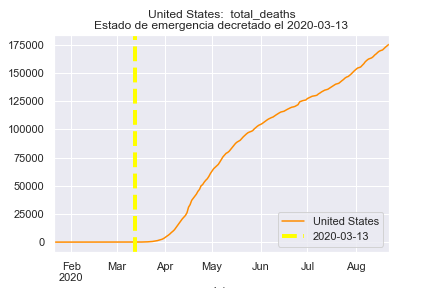 United States:  total_deaths
Estado de emergencia decretado el 2020-03-13
175000
150000
125000
100000
75000
50000
25000
0
Feb
2020
Mar
Apr
May
Jun
Jul
Aug
United States
2020-03-13